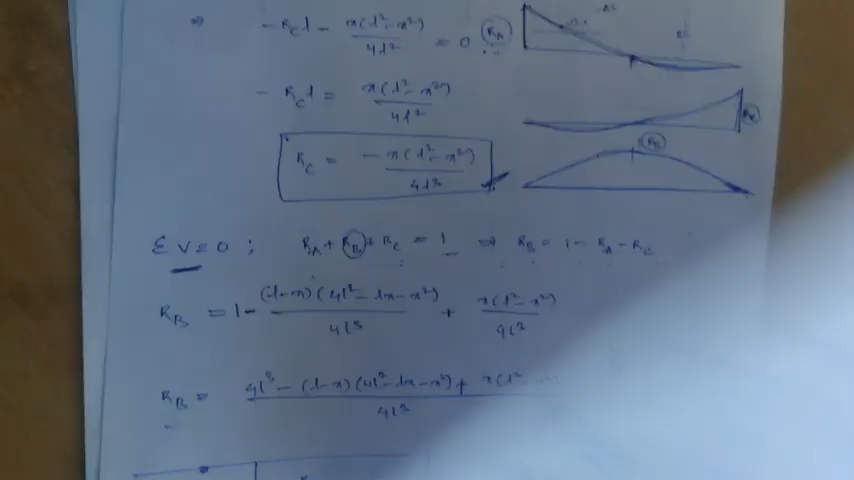 ⇒ - R_C l - x(l² - x²) / 4l² = 0
R_A
- R_C l = x(l² - x²) / 4l²
R_C = - x(l² - x²) / 4l³
R_B
ΣV = 0 ; R_A + R_B + R_C = 1 ⇒ R_B = 1 - R_A - R_C
R_B = 1 - (l-x)(4l² - lx - x²) / 4l³ + x(l² - x²) / 4l³
R_B = 4l³ - (l-x)(4l² - lx - x²) + x(l² / 4l³